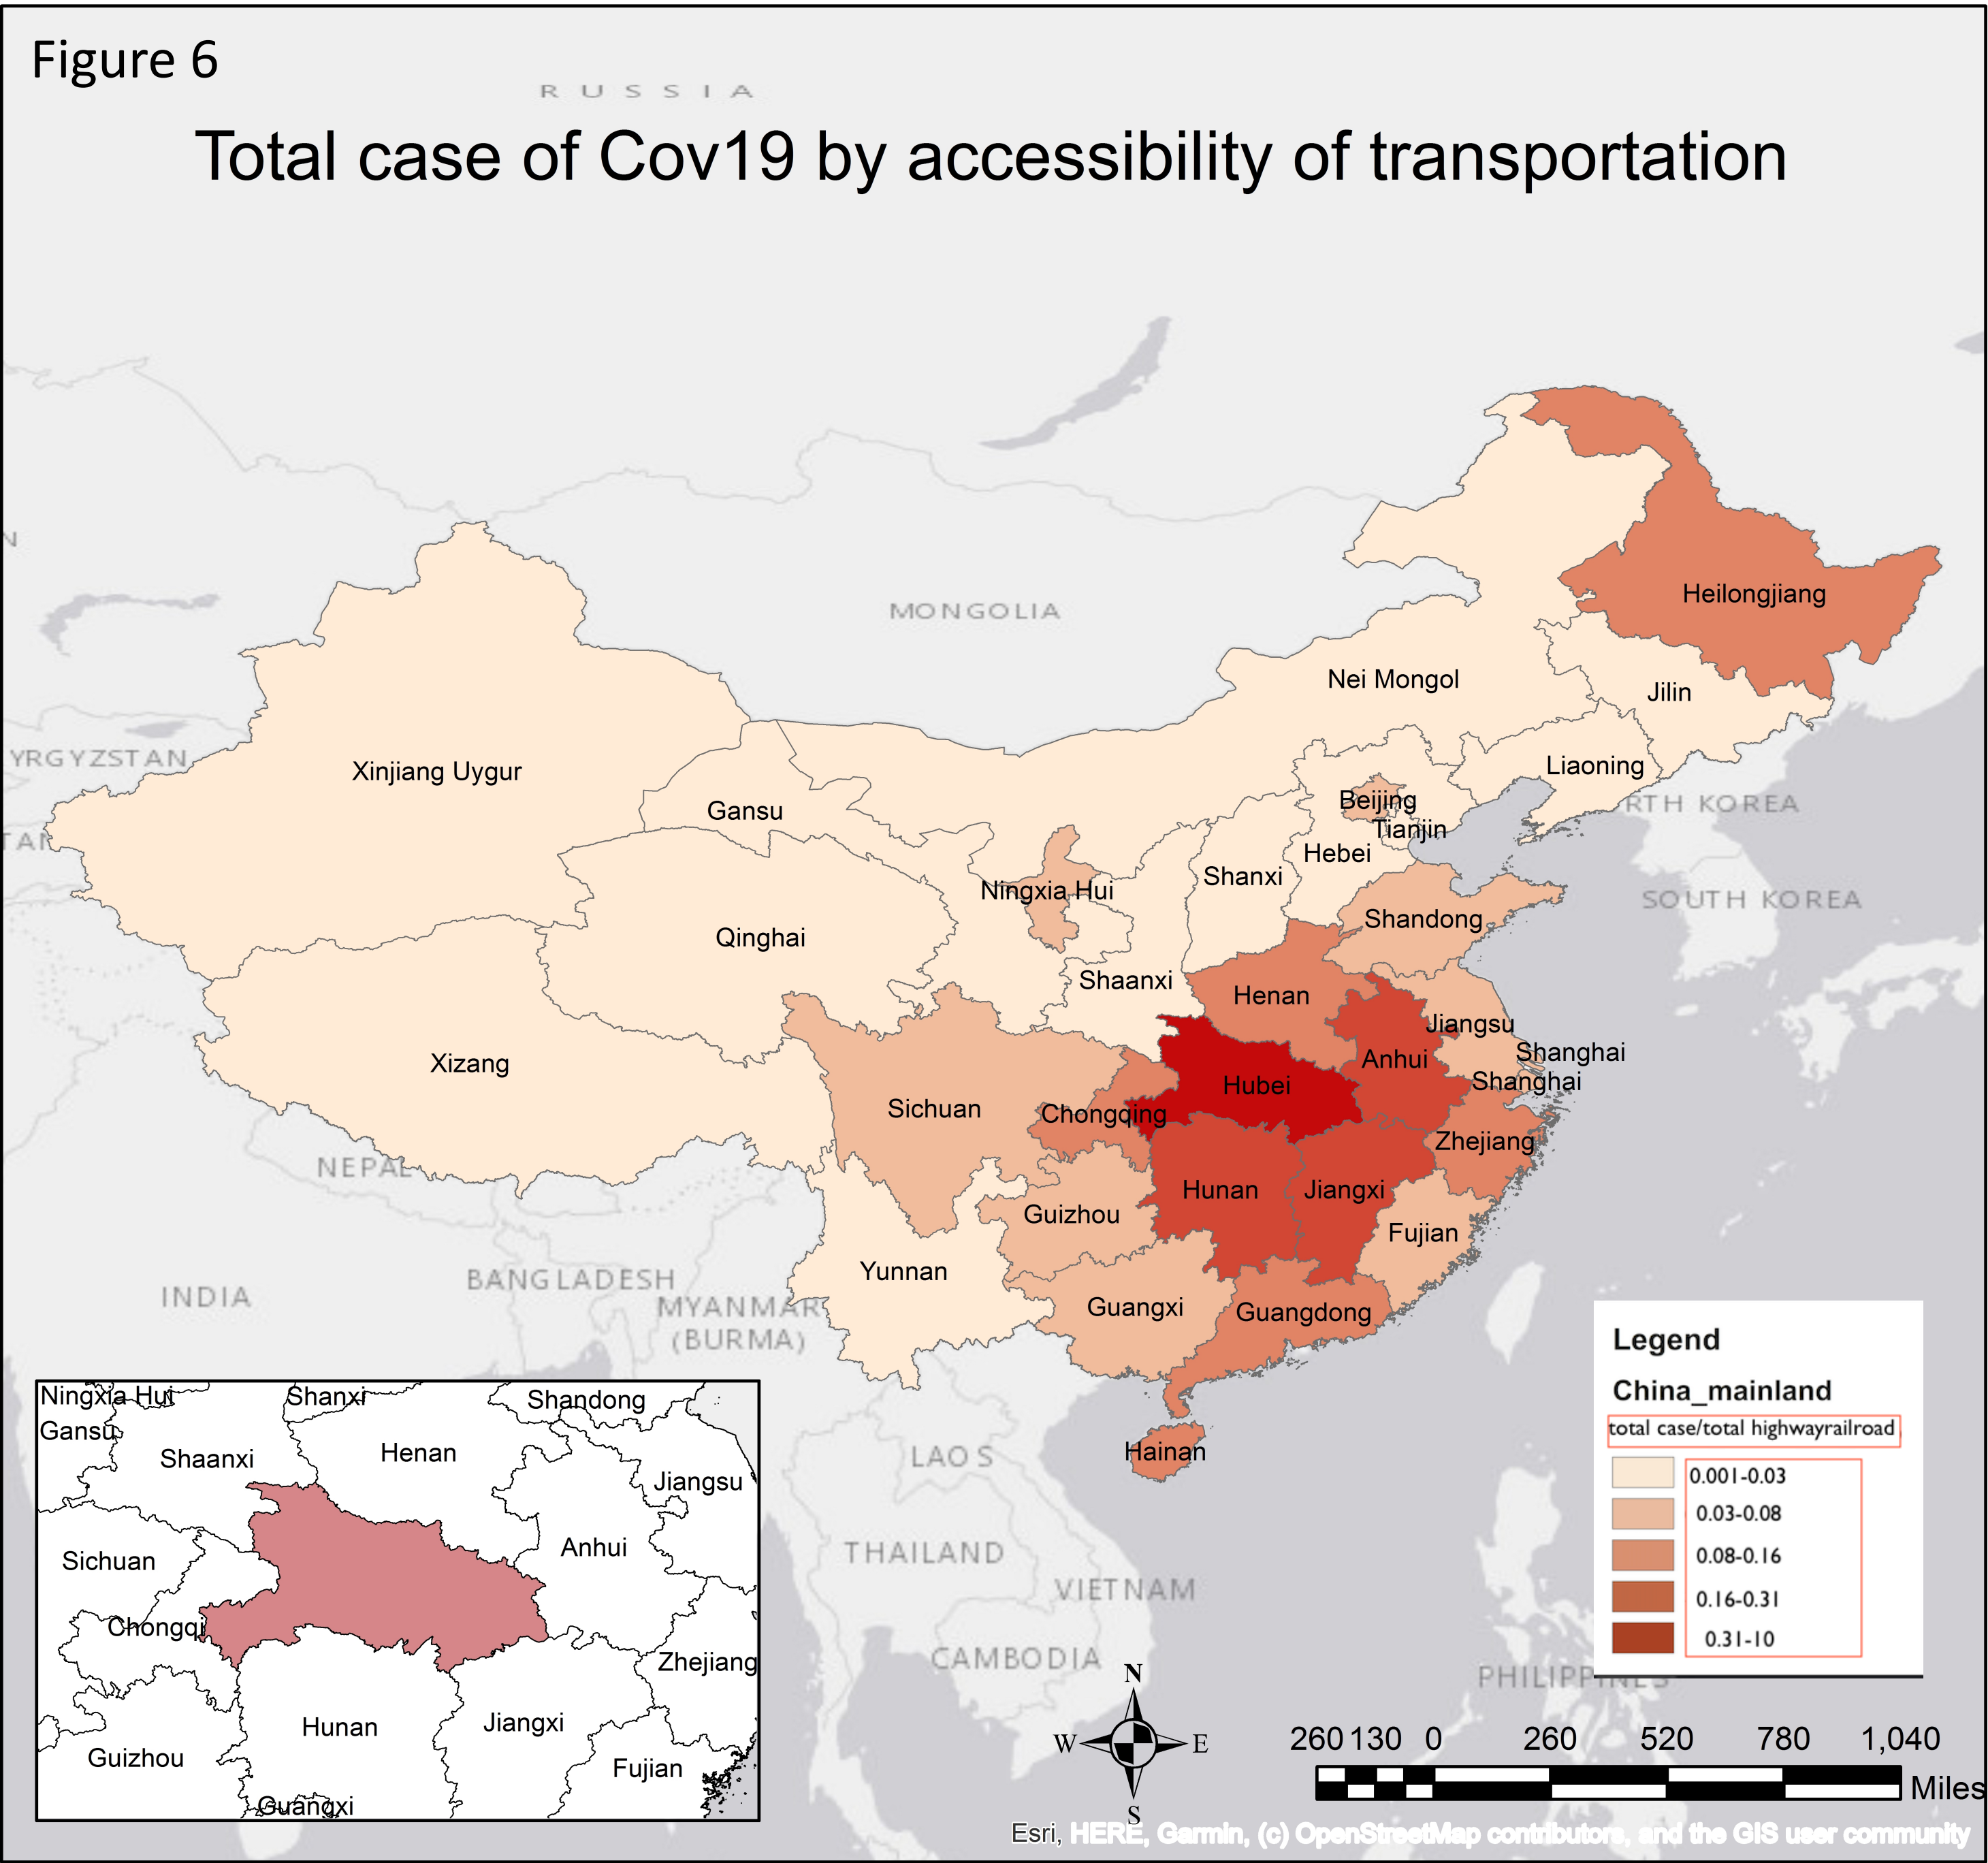 Figure 6
RUSSIA
Total case of Cov19 by accessibility of transportation
N
Heilongjiang
MONGOLIA
Nei Mongol
Jilin
YRGYZSTAN
Xinjiang Uygur
Liaoning
Gansu
Beijing
RTH KOREA
TAN
Tianjin
Hebei
Shanxi
Ningxia Hui
SOUTH KOREA
Shandong
Qinghai
Shaanxi
Henan
Jiangsu
Shanghai
Xizang
Anhui
Shanghai
Hubei
Sichuan
Chongqing
Zhejiang
NEPAL
Hunan
Jiangxi
Guizhou
Fujian
Yunnan
BANGLADESH
INDIA
MYANMAR
(BURMA)
Guangxi
Guangdong
Hainan
LAOS
THAILAND
VIETNAM
CAMBODIA
PHILIPPINES
Legend
China_mainland
total case/total highwayrailroad
0.001-0.03
0.03-0.08
0.08-0.16
0.16-0.31
0.31-10
Ningxia Hui
Shanxi
Shandong
Gansu
Shaanxi
Henan
Jiangsu
Sichuan
Anhui
Chongqi
Zhejiang
Hunan
Jiangxi
Guizhou
Fujian
Guangxi
N
W E
S
260 130 0 260 520 780 1,040
Miles
Esri, HERE, Garmin, (c) OpenStreetMap contributors, and the GIS user community